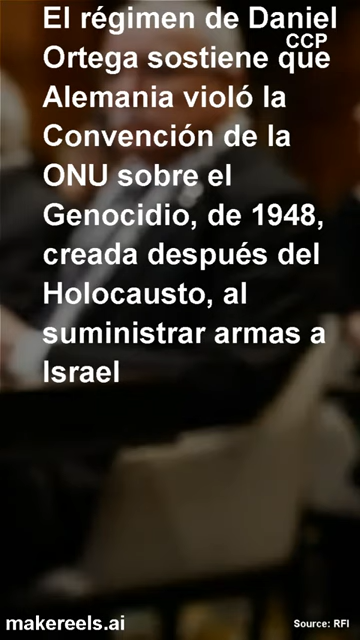 El régimen de Daniel
CCP
Ortega sostiene que
Alemania violó la
Convención de la
ONU sobre el
Genocidio, de 1948,
creada después del
Holocausto, al
suministrar armas a
Israel
makereels.ai
Source: RFI